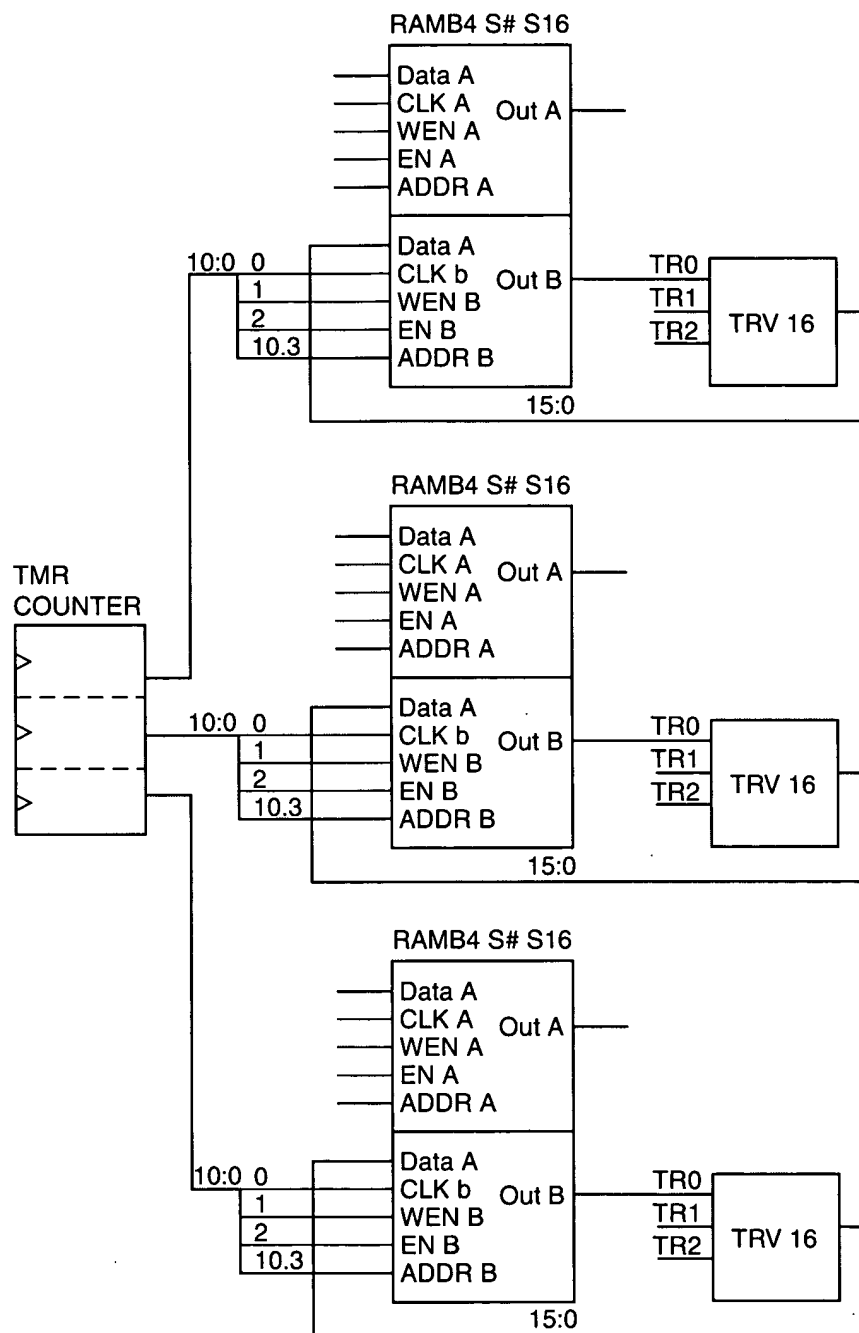 RAMB4 S# S16
Data A
CLK A
WEN A
EN A
ADDR A
Out A
10:0
0
1
2
10.3
Data A
CLK b
WEN B
EN B
ADDR B
Out B
15:0
TR0
TR1
TR2
TRV 16
TMR
COUNTER
RAMB4 S# S16
Data A
CLK A
WEN A
EN A
ADDR A
Out A
10:0
0
1
2
10.3
Data A
CLK b
WEN B
EN B
ADDR B
Out B
15:0
TR0
TR1
TR2
TRV 16
RAMB4 S# S16
Data A
CLK A
WEN A
EN A
ADDR A
Out A
10:0
0
1
2
10.3
Data A
CLK b
WEN B
EN B
ADDR B
Out B
15:0
TR0
TR1
TR2
TRV 16